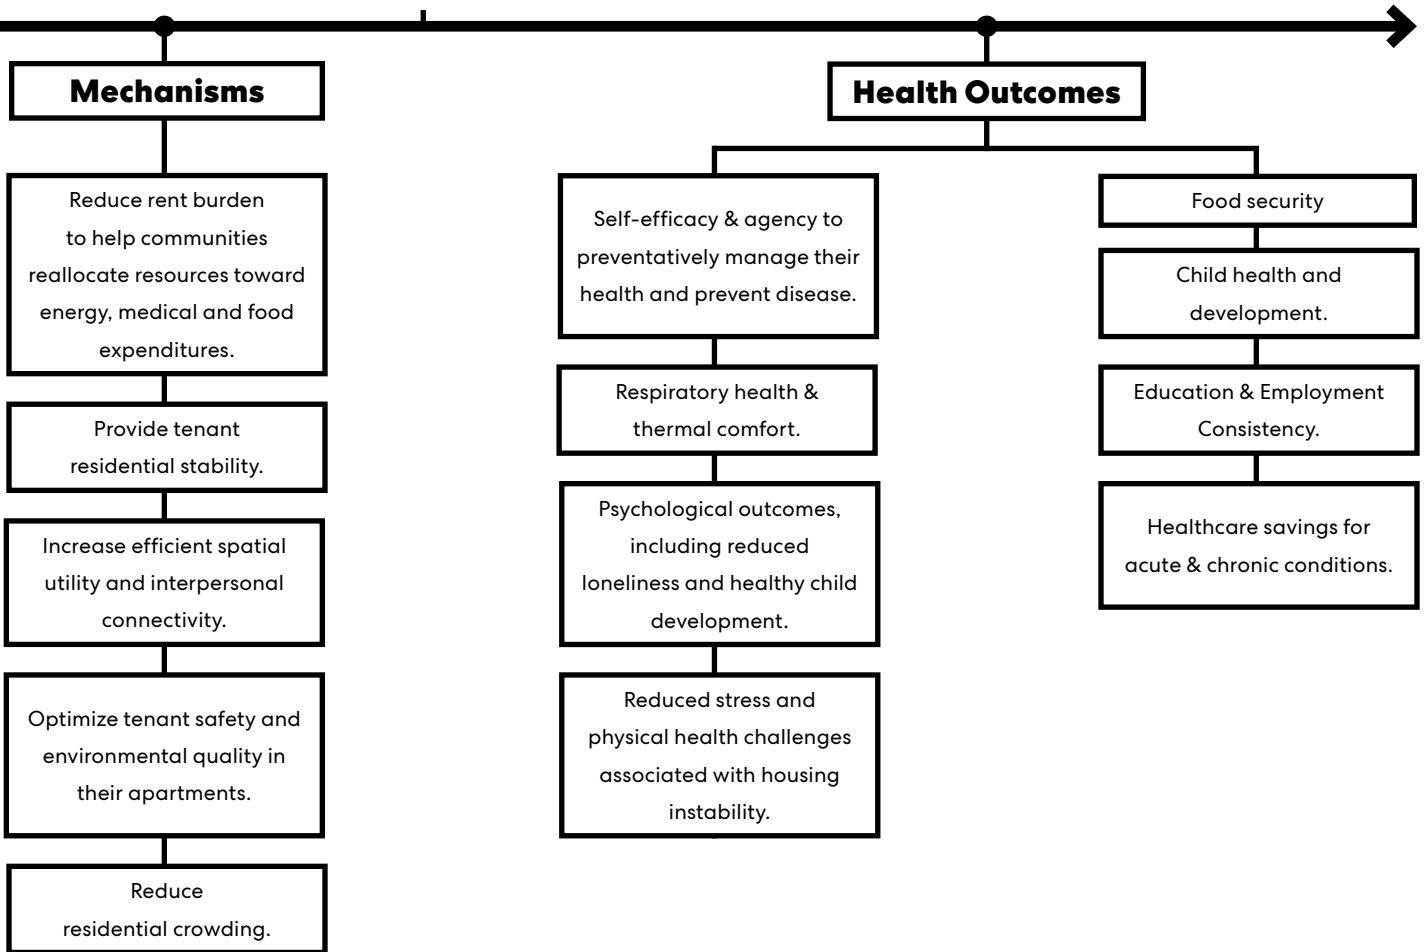 Mechanisms
Reduce rent burden
to help communities
reallocate resources toward
energy, medical and food
expenditures.
Provide tenant
residential stability.
Increase efficient spatial
utility and interpersonal
connectivity.
Optimize tenant safety and
environmental quality in
their apartments.
Reduce
residential crowding.
Health Outcomes
Self-efficacy & agency to
preventatively manage their
health and prevent disease.
Respiratory health &
thermal comfort.
Psychological outcomes,
including reduced
loneliness and healthy child
development.
Reduced stress and
physical health challenges
associated with housing
instability.
Food security
Child health and
development.
Education & Employment
Consistency.
Healthcare savings for
acute & chronic conditions.